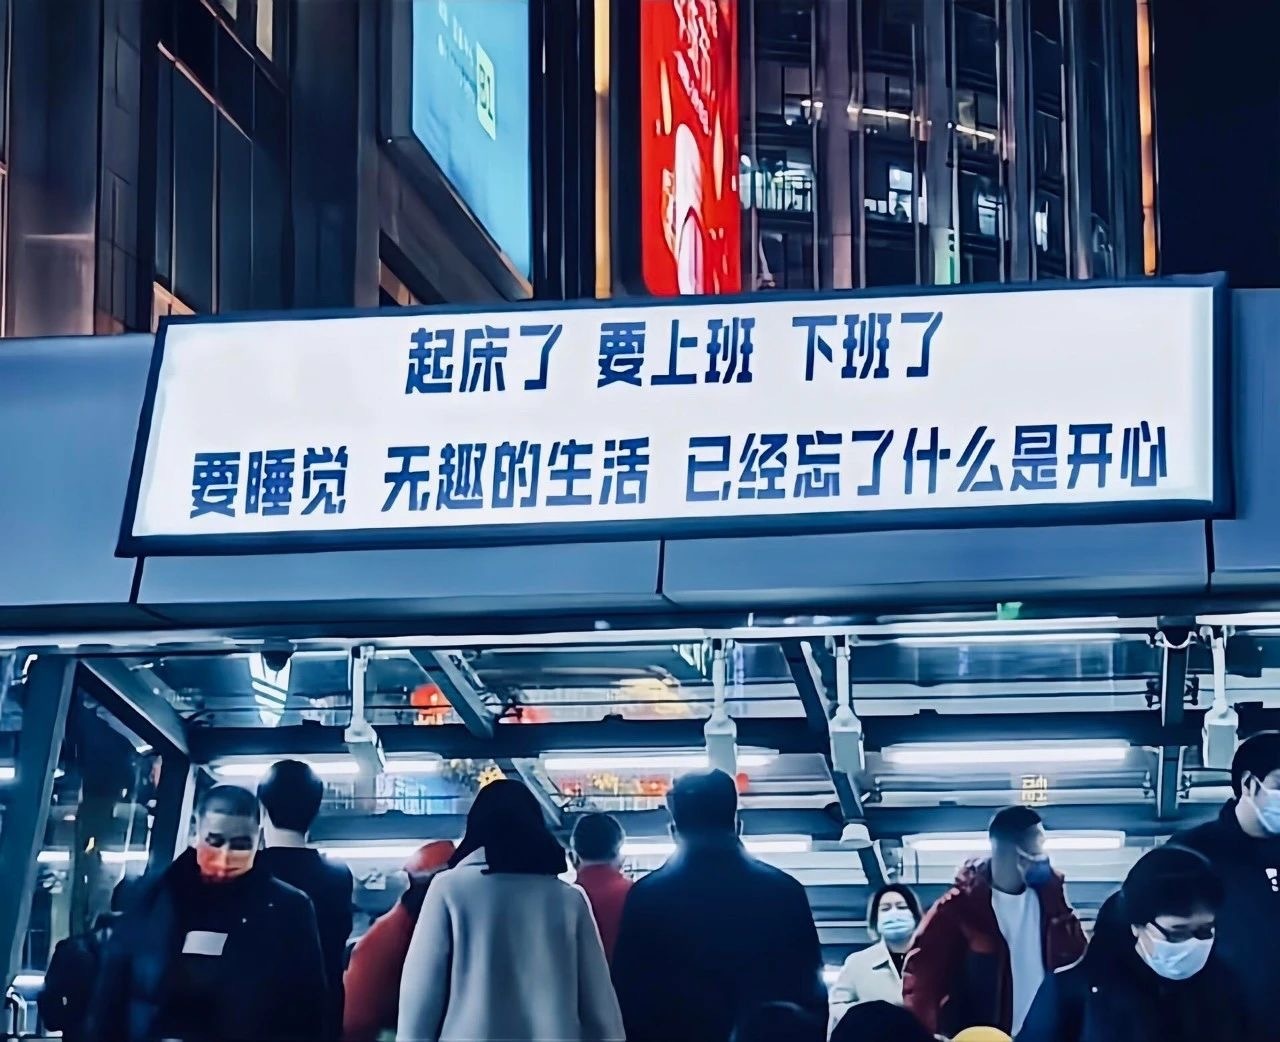 起床了 要上班 下班了
要睡觉 无趣的生活 已经忘了什么是开心